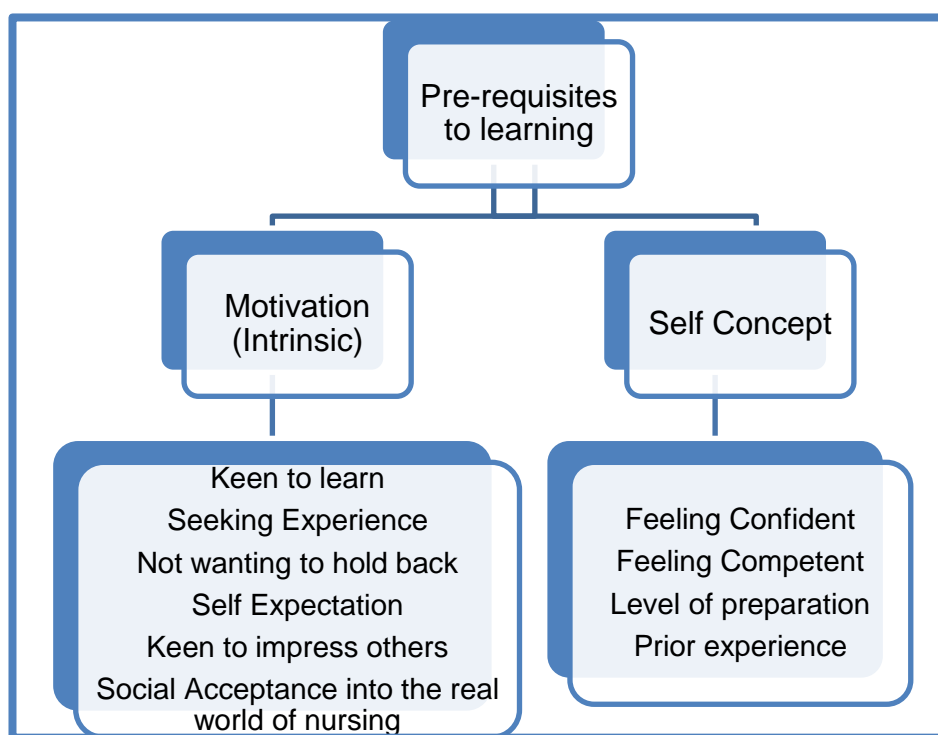 Pre-requisites
to learning
Motivation
(Intrinsic)
Self Concept
Keen to learn
Seeking Experience
Not wanting to hold back
Self Expectation
Keen to impress others
Social Acceptance into the real
world of nursing
Feeling Confident
Feeling Competent
Level of preparation
Prior experience